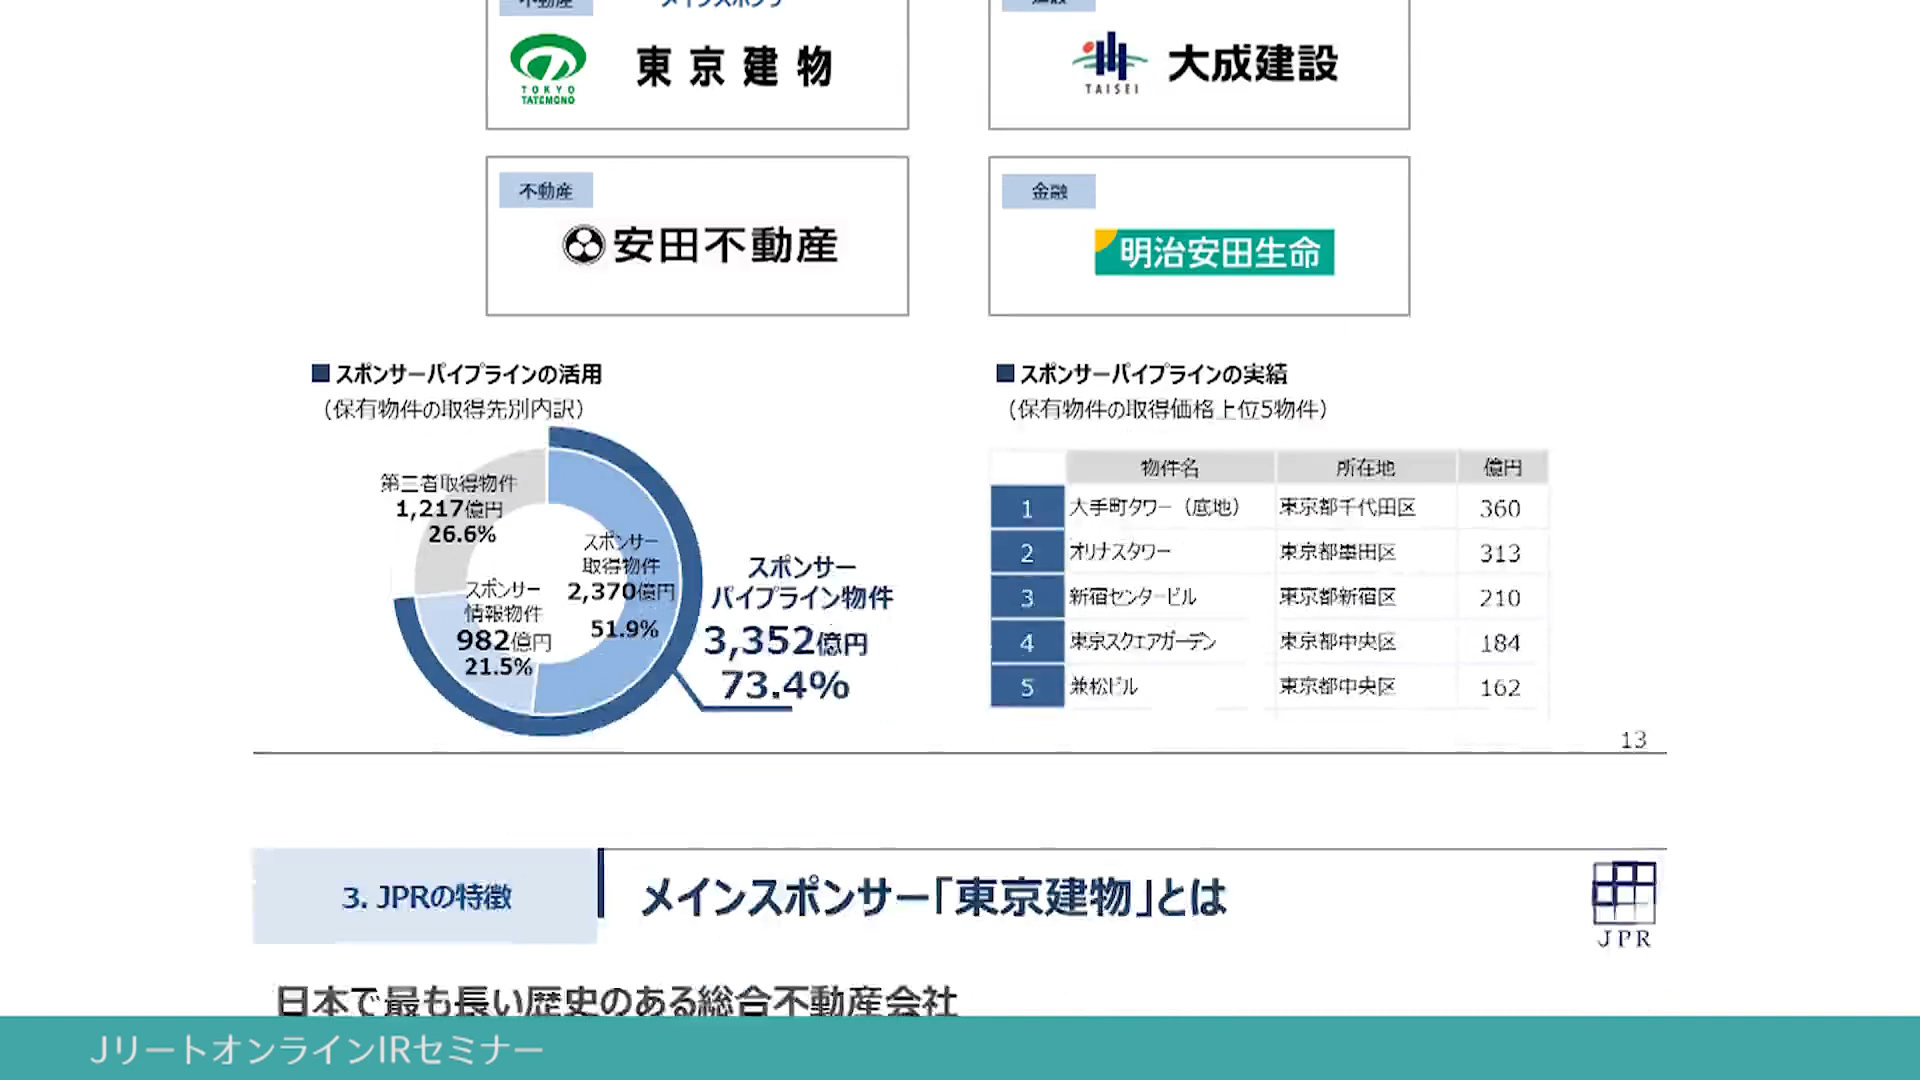 不動産
メインスポンサー
建設
TOKYO
TATEMONO
東京建物
TAISEI
大成建設
不動産
安田不動産
金融
明治安田生命
スポンサーパイプラインの活用
（保有物件の取得先別内訳）
第三者取得物件
1,217億円
26.6%
スポンサー
取得物件
2,370億円
51.9%
スポンサー
情報物件
982億円
21.5%
スポンサー
パイプライン物件
3,352億円
73.4%
スポンサーパイプラインの実績
（保有物件の取得価格上位5物件）
物件名 所在地 億円
1 大手町タワー（底地） 東京都千代田区 360
2 オリナスタワー 東京都墨田区 313
3 新宿センタービル 東京都新宿区 210
4 東京スクエアガーデン 東京都中央区 184
5 兼松ビル 東京都中央区 162
13
3. JPRの特徴
メインスポンサー「東京建物」とは
JPR
日本で最も長い歴史のある総合不動産会社
JリートオンラインIRセミナー